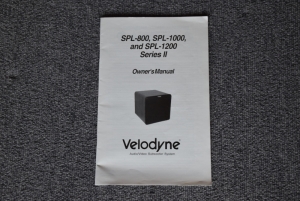 SPL-800, SPL-1000,
and SPL-1200
Series II
Owner's Manual
Velodyne